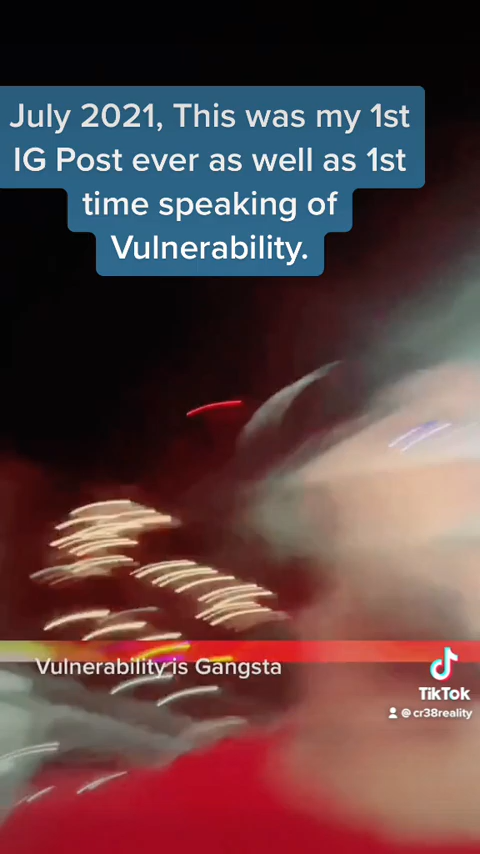 July 2021, This was my 1st
IG Post ever as well as 1st
time speaking of
Vulnerability.
Vulnerability is Gangsta
TikTok
@cr38reality